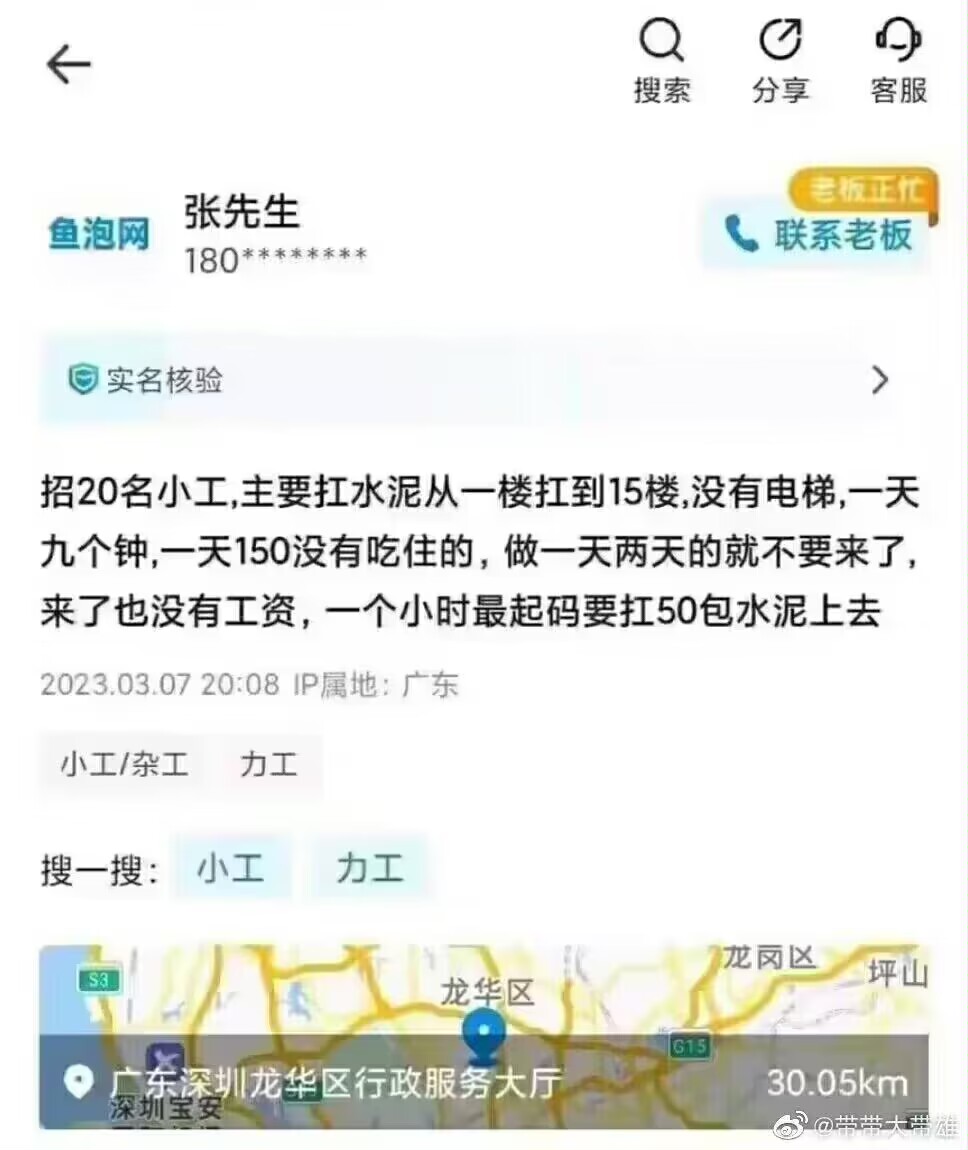 搜索 分享 客服
老板正忙
鱼泡网 张先生
联系老板
180********
实名核验
招20名小工,主要扛水泥从一楼扛到15楼,没有电梯,一天
九个钟,一天150没有吃住的，做一天两天的就不要来了,
来了也没有工资，一个小时最起码要扛50包水泥上去
2023.03.07 20:08 IP属地：广东
小工/杂工 力工
搜一搜： 小工 力工
龙岗区
S3 龙华区 坪山
G15
广东深圳龙华区行政服务大厅 30.05km
深圳宝安
@带带大带雄